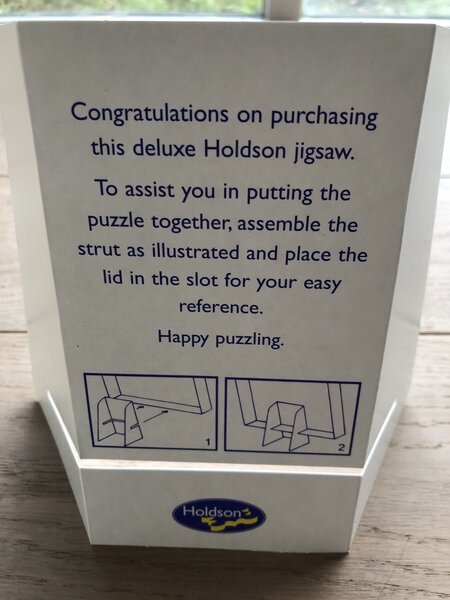 Congratulations on purchasing
this deluxe Holdson jigsaw.
To assist you in putting the
puzzle together, assemble the
strut as illustrated and place the
lid in the slot for your easy
reference.
Happy puzzling.
1
2
Holdson